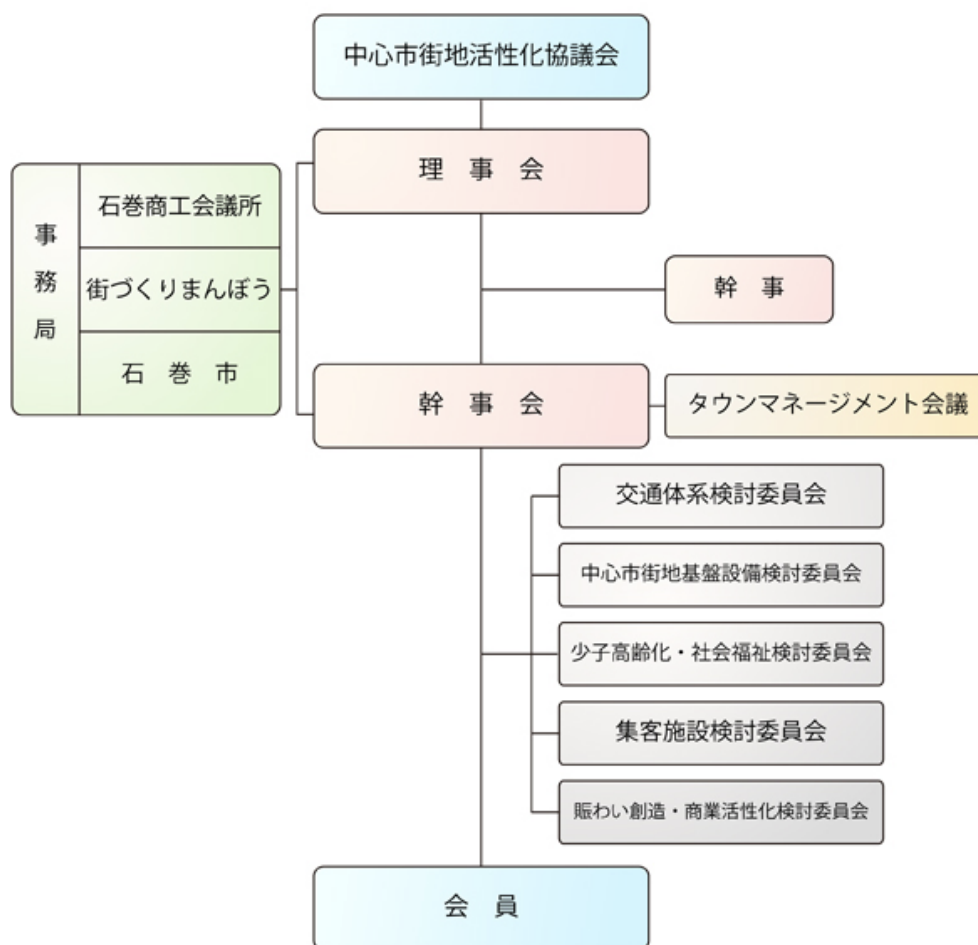 中心市街地活性化協議会
理 事 会
事務局
石巻商工会議所
街づくりまんぼう
石 巻 市
幹 事
幹 事 会
タウンマネージメント会議
交通体系検討委員会
中心市街地基盤設備検討委員会
少子高齢化・社会福祉検討委員会
集客施設検討委員会
賑わい創造・商業活性化検討委員会
会 員